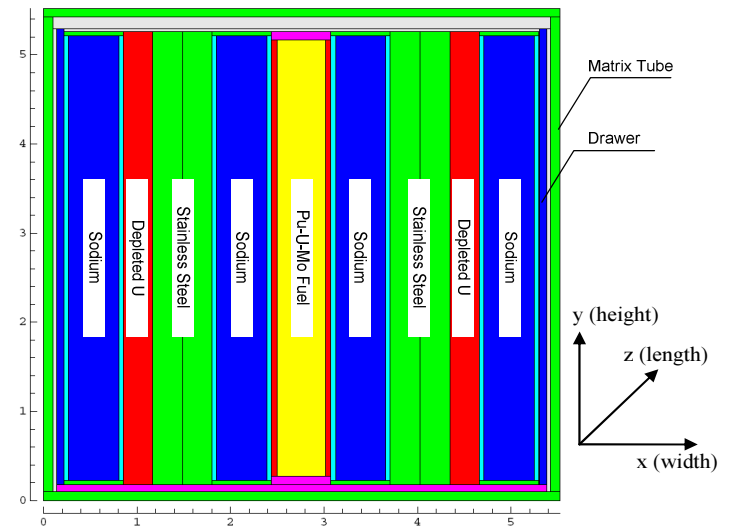 5
4
3
2
1
0
0
1
2
3
4
5
Sodium
Depleted U
Stainless Steel
Sodium
Pu-U-Mo Fuel
Sodium
Stainless Steel
Depleted U
Sodium
Matrix Tube
Drawer
y (height)
z (length)
x (width)